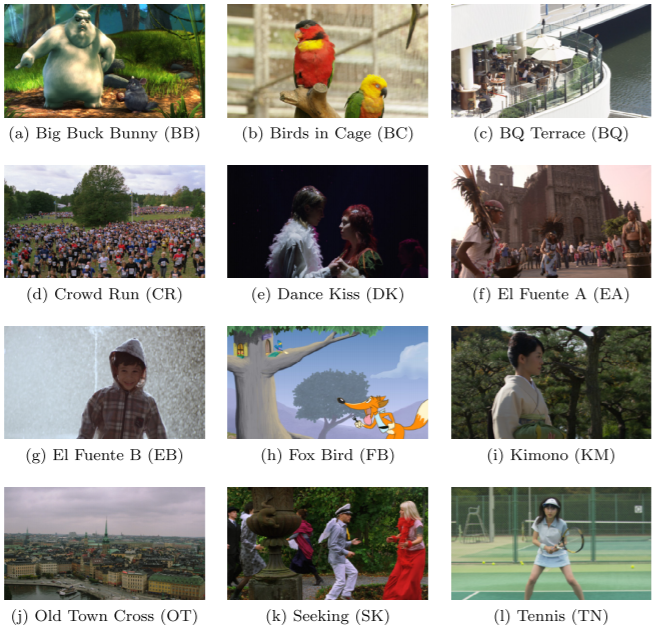 (a) Big Buck Bunny (BB)
(b) Birds in Cage (BC)
(c) BQ Terrace (BQ)
(d) Crowd Run (CR)
(e) Dance Kiss (DK)
(f) El Fuente A (EA)
(g) El Fuente B (EB)
(h) Fox Bird (FB)
(i) Kimono (KM)
(j) Old Town Cross (OT)
(k) Seeking (SK)
(l) Tennis (TN)